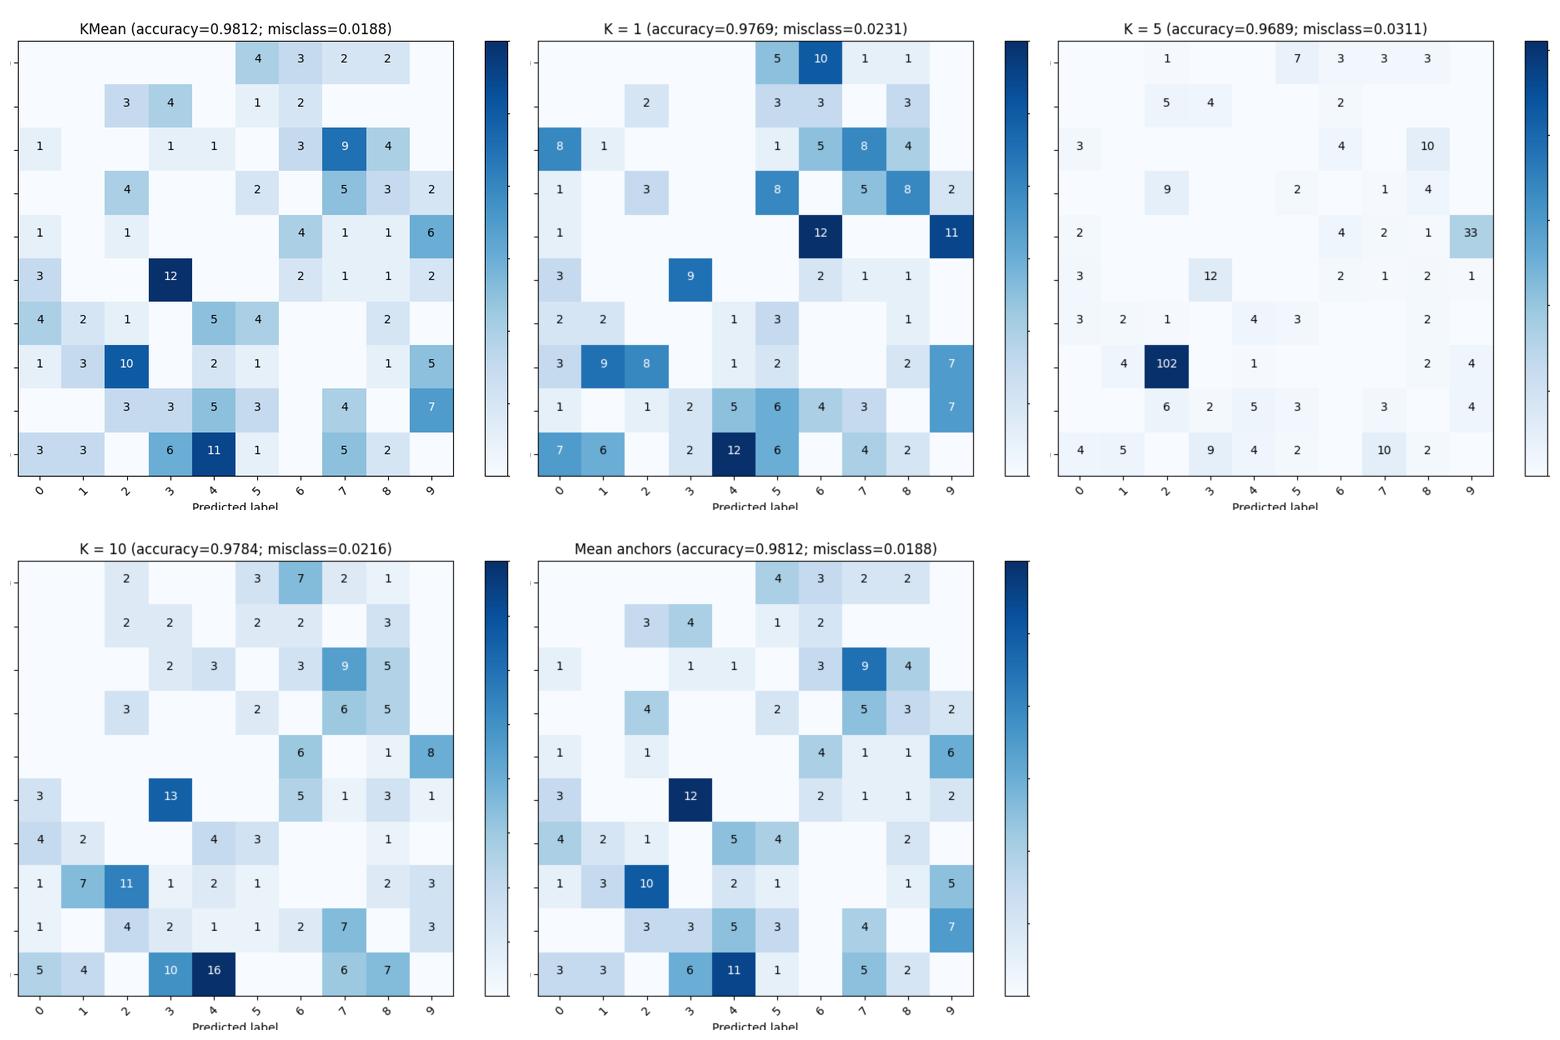 KMean (accuracy=0.9812; misclass=0.0188)
4 3 2 2
3 4 1 2
1 1 1 3 9 4
4 2 5 3 2
1 1 4 1 1 6
3 12 2 1 1 2
4 2 1 5 4 2
1 3 10 2 1 1 5
3 3 5 3 4 7
3 3 6 11 1 5 2
0 1 2 3 4 5 6 7 8 9
Predicted label
K = 1 (accuracy=0.9769; misclass=0.0231)
5 10 1 1
2 3 3 3
8 1 1 5 8 4
1 3 8 5 8 2
1 12 11
3 9 2 1 1
2 2 1 3 1
3 9 8 1 2 2 7
1 1 2 5 6 4 3 7
7 6 2 12 6 4 2
0 1 2 3 4 5 6 7 8 9
Predicted label
K = 5 (accuracy=0.9689; misclass=0.0311)
1 7 3 3 3
5 4 2
3 4 10
9 2 1 4
2 4 2 1 33
3 12 2 1 2 1
3 2 1 4 3 2
4 102 1 2 4
6 2 5 3 3 4
4 5 9 4 2 10 2
0 1 2 3 4 5 6 7 8 9
Predicted label
K = 10 (accuracy=0.9784; misclass=0.0216)
2 3 7 2 1
2 2 2 2 3
2 3 3 9 5
3 2 6 5
6 1 8
3 13 5 1 3 1
4 2 4 3 1
1 7 11 1 2 1 2 3
1 4 2 1 1 2 7 3
5 4 10 16 6 7
0 1 2 3 4 5 6 7 8 9
Predicted label
Mean anchors (accuracy=0.9812; misclass=0.0188)
4 3 2 2
3 4 1 2
1 1 1 3 9 4
4 2 5 3 2
1 1 4 1 1 6
3 12 2 1 1 2
4 2 1 5 4 2
1 3 10 2 1 1 5
3 3 5 3 4 7
3 3 6 11 1 5 2
0 1 2 3 4 5 6 7 8 9
Predicted label